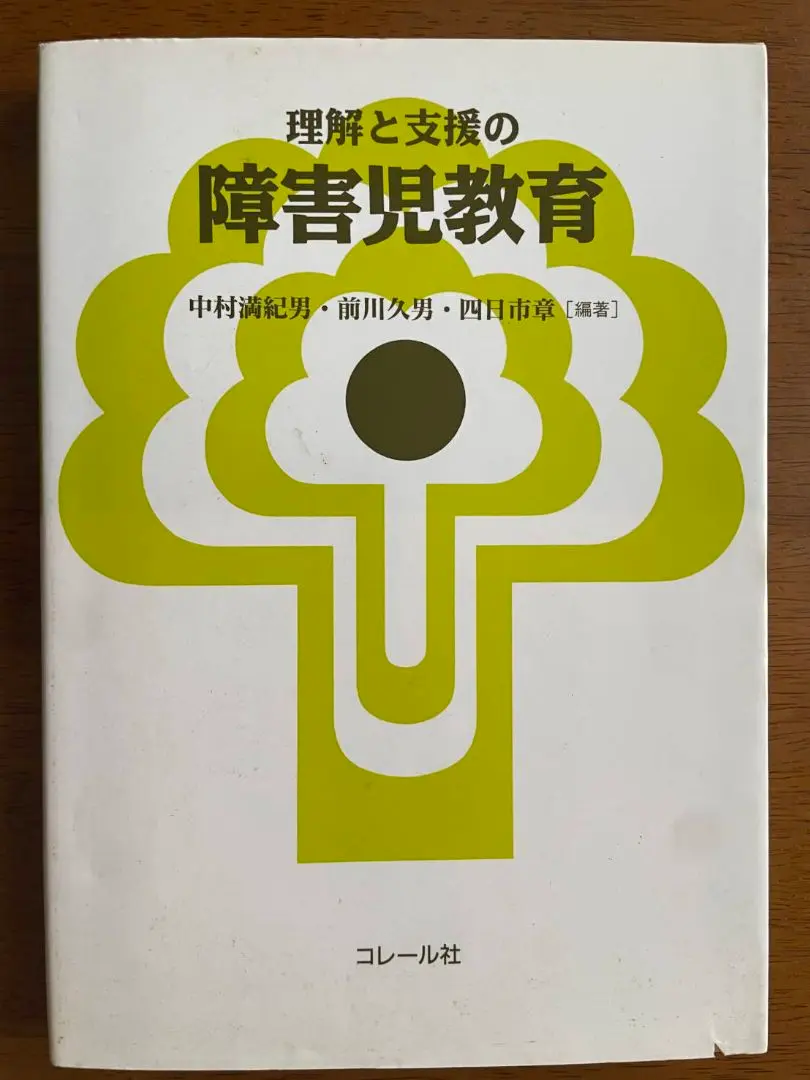 理解と支援の
障害児教育
中村満紀男・前川久男・四日市章[編著]
コレール社